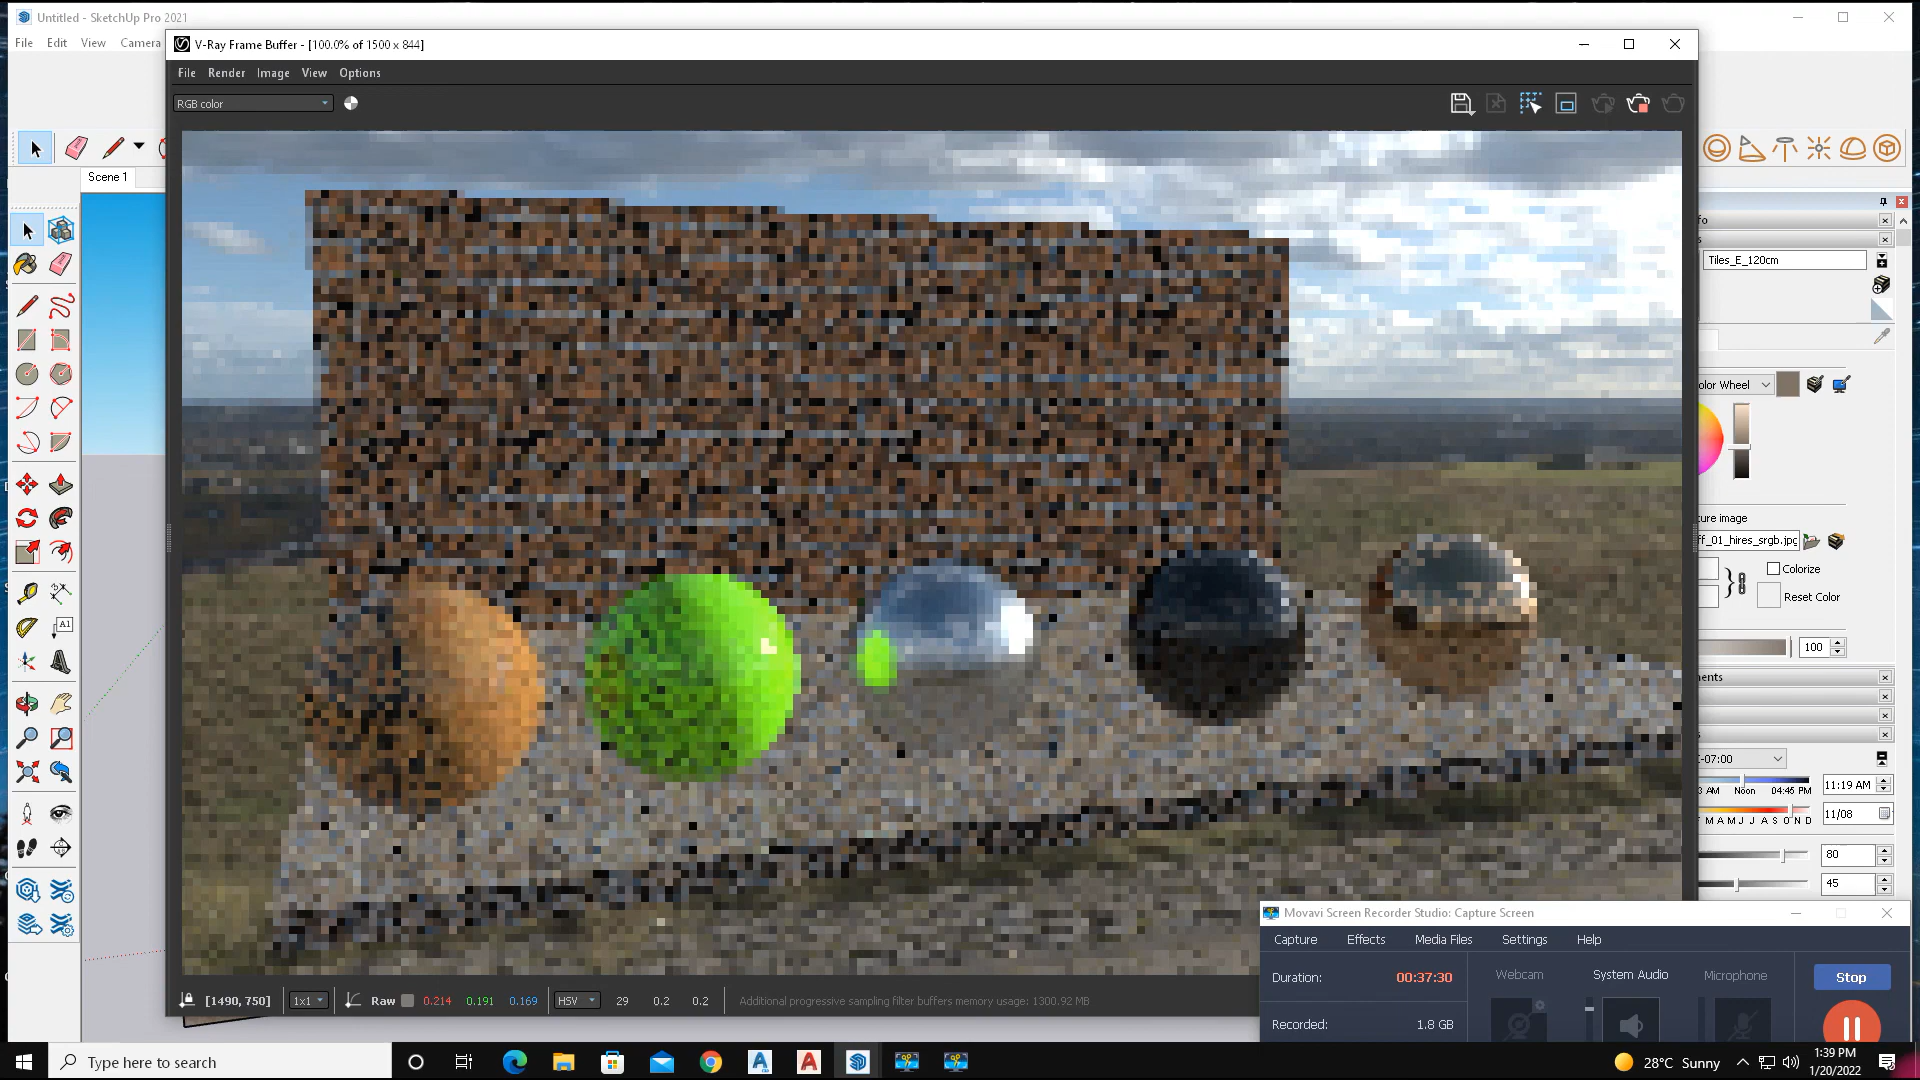 Untitled - SketchUp Pro 2021
File Edit View Camera
V-Ray Frame Buffer - [100.0% of 1500 x 844]
File Render Image View Options
RGB color
Scene 1
Tiles_E_120cm
olor Wheel
ture image
ff_01_hires_srgb.jpg
Colorize
Reset Color
100
nents
-07:00
3 AM Noon 04:45 PM
11:19 AM
M A M J J A S O N D
11/08
80
45
A1
[1490, 750] 1x1 Raw 0.214 0.191 0.169 HSV 29 0.2 0.2 Additional progressive sampling filter buffers memory usage: 1300.92 MB
Movavi Screen Recorder Studio: Capture Screen
Capture Effects Media Files Settings Help
Duration: 00:37:30
Webcam System Audio Microphone
Stop
Recorded: 1.8 GB
Type here to search
28°C Sunny
1:39 PM
1/20/2022